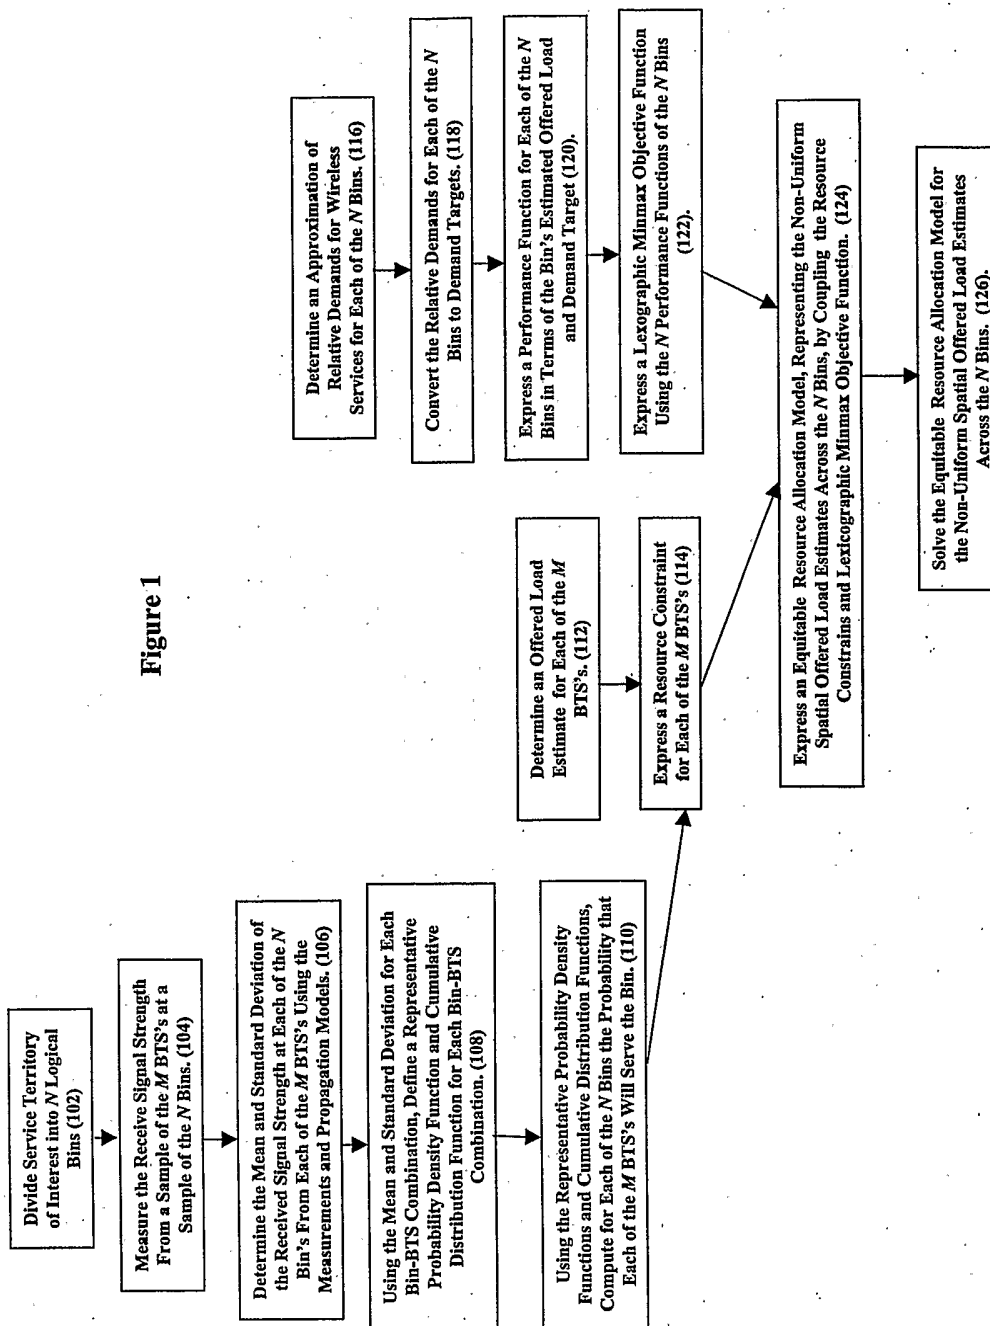 Figure 1
Divide Service Territory
of Interest into N Logical
Bins (102)
Measure the Receive Signal Strength
From a Sample of the M BTS's at a
Sample of the N Bins. (104)
Determine the Mean and Standard Deviation of
the Received Signal Strength at Each of the N
Bin's From Each of the M BTS's Using the
Measurements and Propagation Models. (106)
Using the Mean and Standard Deviation for Each
Bin-BTS Combination, Define a Representative
Probability Density Function and Cumulative
Distribution Function for Each Bin-BTS
Combination. (108)
Using the Representative Probability Density
Functions and Cumulative Distribution Functions,
Compute for Each of the N Bins the Probability that
Each of the M BTS's Will Serve the Bin. (110)
Determine an Offered Load
Estimate for Each of the M
BTS's. (112)
Express a Resource Constraint
for Each of the M BTS's (114)
Determine an Approximation of
Relative Demands for Wireless
Services for Each of the N Bins. (116)
Convert the Relative Demands for Each of the N
Bins to Demand Targets. (118)
Express a Performance Function for Each of the N
Bins in Terms of the Bin's Estimated Offered Load
and Demand Target (120).
Express a Lexographic Minmax Objective Function
Using the N Performance Functions of the N Bins
(122).
Express an Equitable Resource Allocation Model, Representing the Non-Uniform
Spatial Offered Load Estimates Across the N Bins, by Coupling the Resource
Constrains and Lexicographic Minmax Objective Function. (124)
Solve the Equitable Resource Allocation Model for
the Non-Uniform Spatial Offered Load Estimates
Across the N Bins. (126).